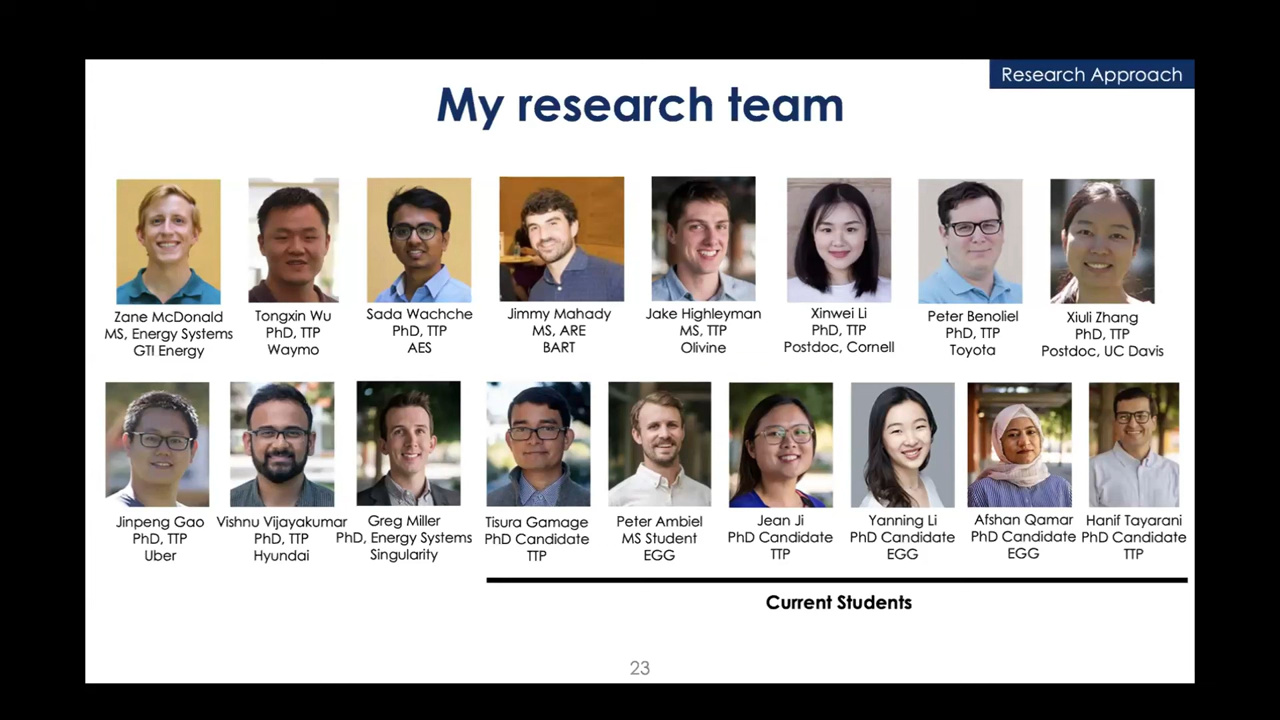 Research Approach
My research team
Zane McDonald
MS, Energy Systems
GTI Energy
Tongxin Wu
PhD, TTP
Waymo
Sada Wachche
PhD, TTP
AES
Jimmy Mahady
MS, ARE
BART
Jake Highleyman
MS, TTP
Olivine
Xinwei Li
PhD, TTP
Postdoc, Cornell
Peter Benoliel
PhD, TTP
Toyota
Xiuli Zhang
PhD, TTP
Postdoc, UC Davis
Jinpeng Gao
PhD, TTP
Uber
Vishnu Vijayakumar
PhD, TTP
Hyundai
Greg Miller
PhD, Energy Systems
Singularity
Tisura Gamage
PhD Candidate
TTP
Peter Ambiel
MS Student
EGG
Jean Ji
PhD Candidate
TTP
Yanning Li
PhD Candidate
EGG
Afshan Qamar
PhD Candidate
EGG
Hanif Tayarani
PhD Candidate
TTP
Current Students
23